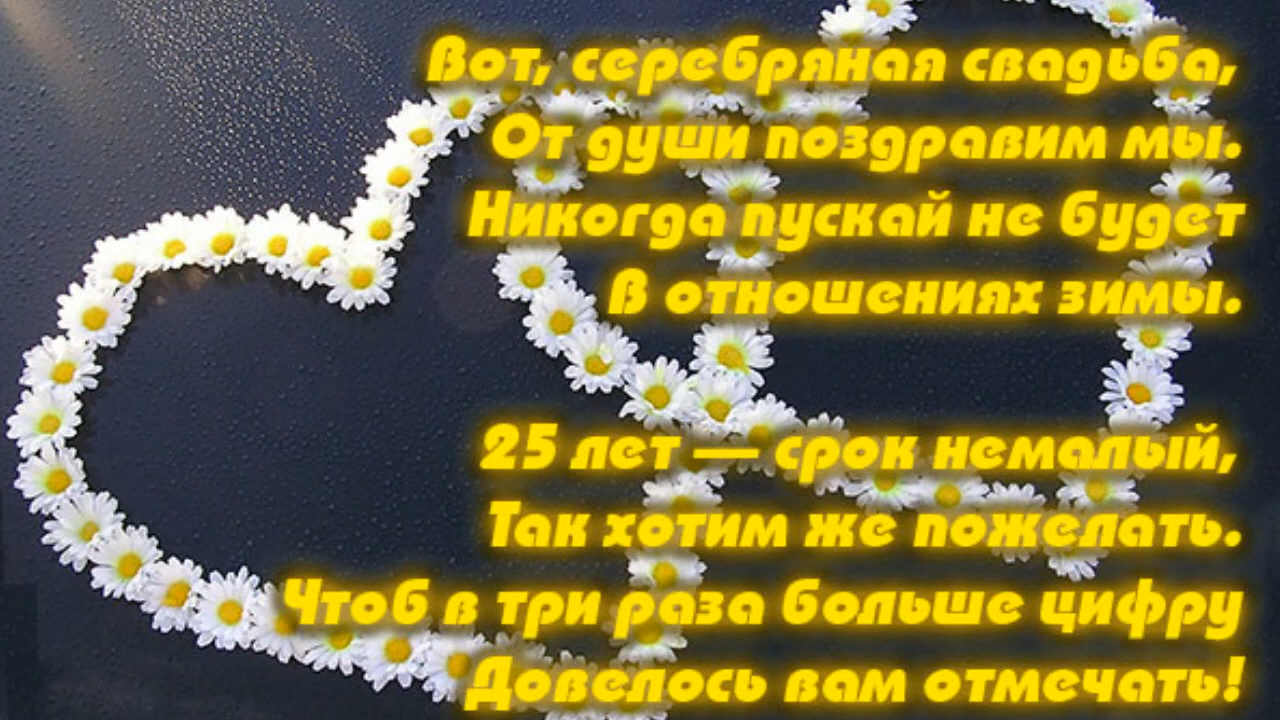 Вот, серебряная свадьба,
От души поздравим мы.
Никогда пускай не будет
В отношениях зимы.
25 лет — срок немалый,
Так хотим же пожелать.
Чтоб в три раза больше цифру
Довелось вам отмечать!